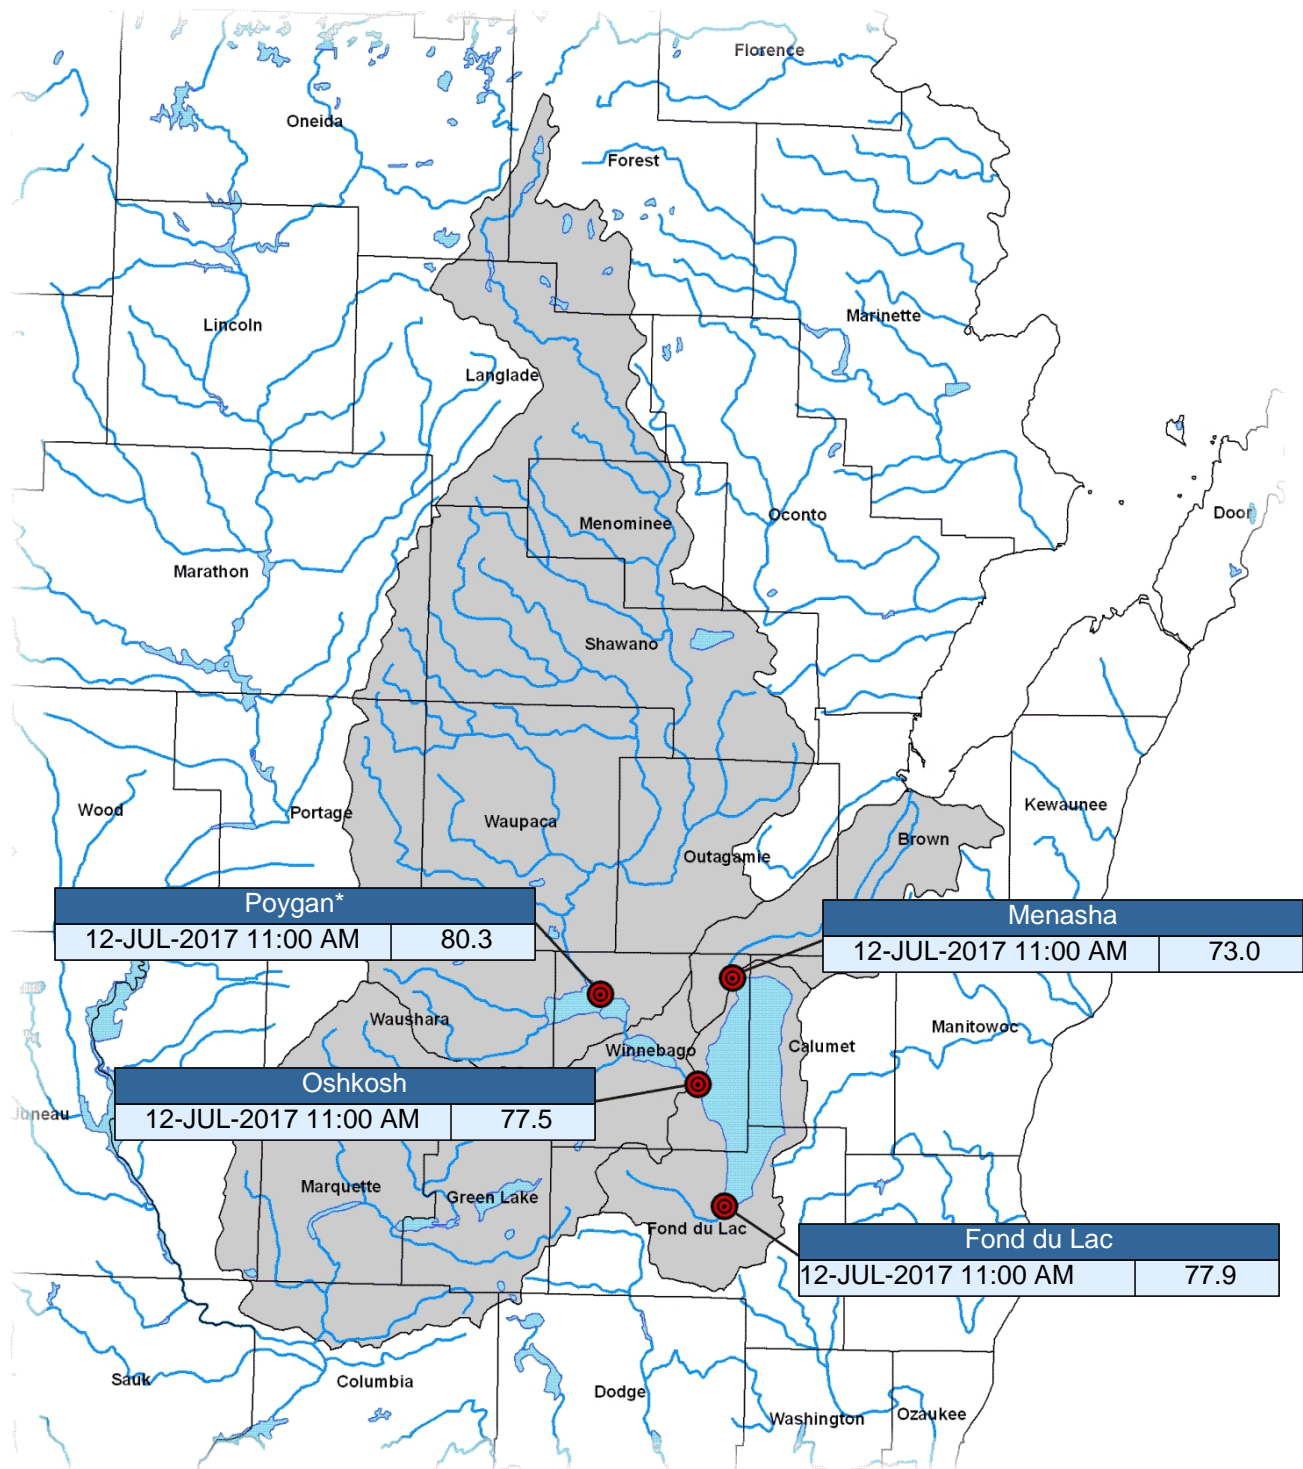 Florence
Oneida
Forest
Marinette
Lincoln
Langlade
Door
Oconto
Menominee
Marathon
Shawano
Kewaunee
Wood
Portage
Waupaca
Brown
Outagamie
Poygan*
12-JUL-2017 11:00 AM 80.3
Menasha
12-JUL-2017 11:00 AM 73.0
Waushara
Manitowoc
Winnebago
Calumet
Oshkosh
12-JUL-2017 11:00 AM 77.5
Juneau
Marquette
Green Lake
Fond du Lac
Fond du Lac
12-JUL-2017 11:00 AM 77.9
Sauk
Columbia
Dodge
Washington
Ozaukee